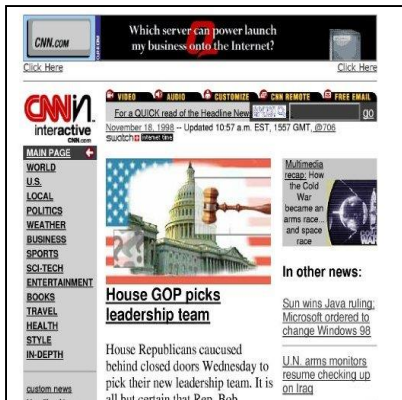 CNN.COM
Which server can power launch
my business onto the Internet?
Click Here
Click Here
CNN
interactive
CNN.com
VIDEO
AUDIO
CUSTOMIZE
CNN REMOTE
FREE EMAIL
For a QUICK read of the Headline News
go
November 18, 1998 -- Updated 10:57 a.m. EST, 1557 GMT, @706
swatch internet time
MAIN PAGE
WORLD
U.S.
LOCAL
POLITICS
WEATHER
BUSINESS
SPORTS
SCI-TECH
ENTERTAINMENT
BOOKS
TRAVEL
HEALTH
STYLE
IN-DEPTH
custom news
House GOP picks
leadership team
House Republicans caucused
behind closed doors Wednesday to
pick their new leadership team. It is
all but certain that Rep. Bob
Multimedia
recap: How
the Cold
War
became an
arms race...
and space
race
In other news:
Sun wins Java ruling;
Microsoft ordered to
change Windows 98
U.N. arms monitors
resume checking up
on Iraq